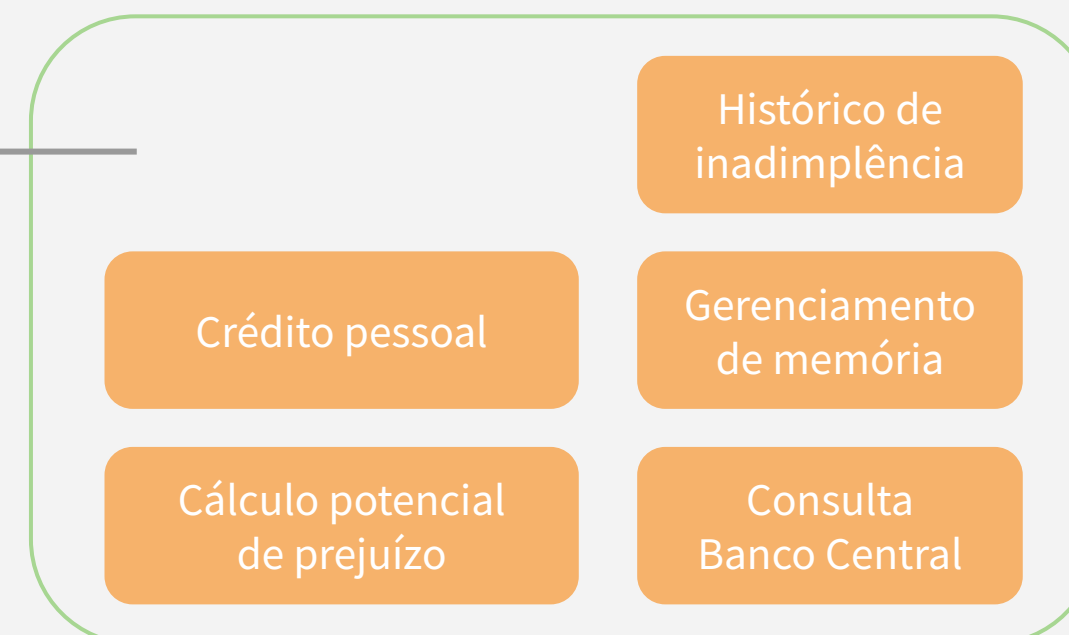 Histórico de
inadimplência
Crédito pessoal
Gerenciamento
de memória
Cálculo potencial
de prejuízo
Consulta
Banco Central